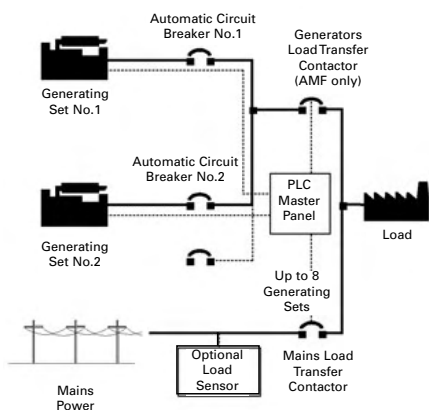 Automatic Circuit
Breaker No.1
Generators
Load Transfer
Contactor
(AMF only)
Generating
Set No.1
Automatic Circuit
Breaker No.2
PLC
Master
Panel
Load
Generating
Set No.2
Up to 8
Generating
Sets
Optional
Load
Sensor
Mains Load
Transfer
Contactor
Mains
Power